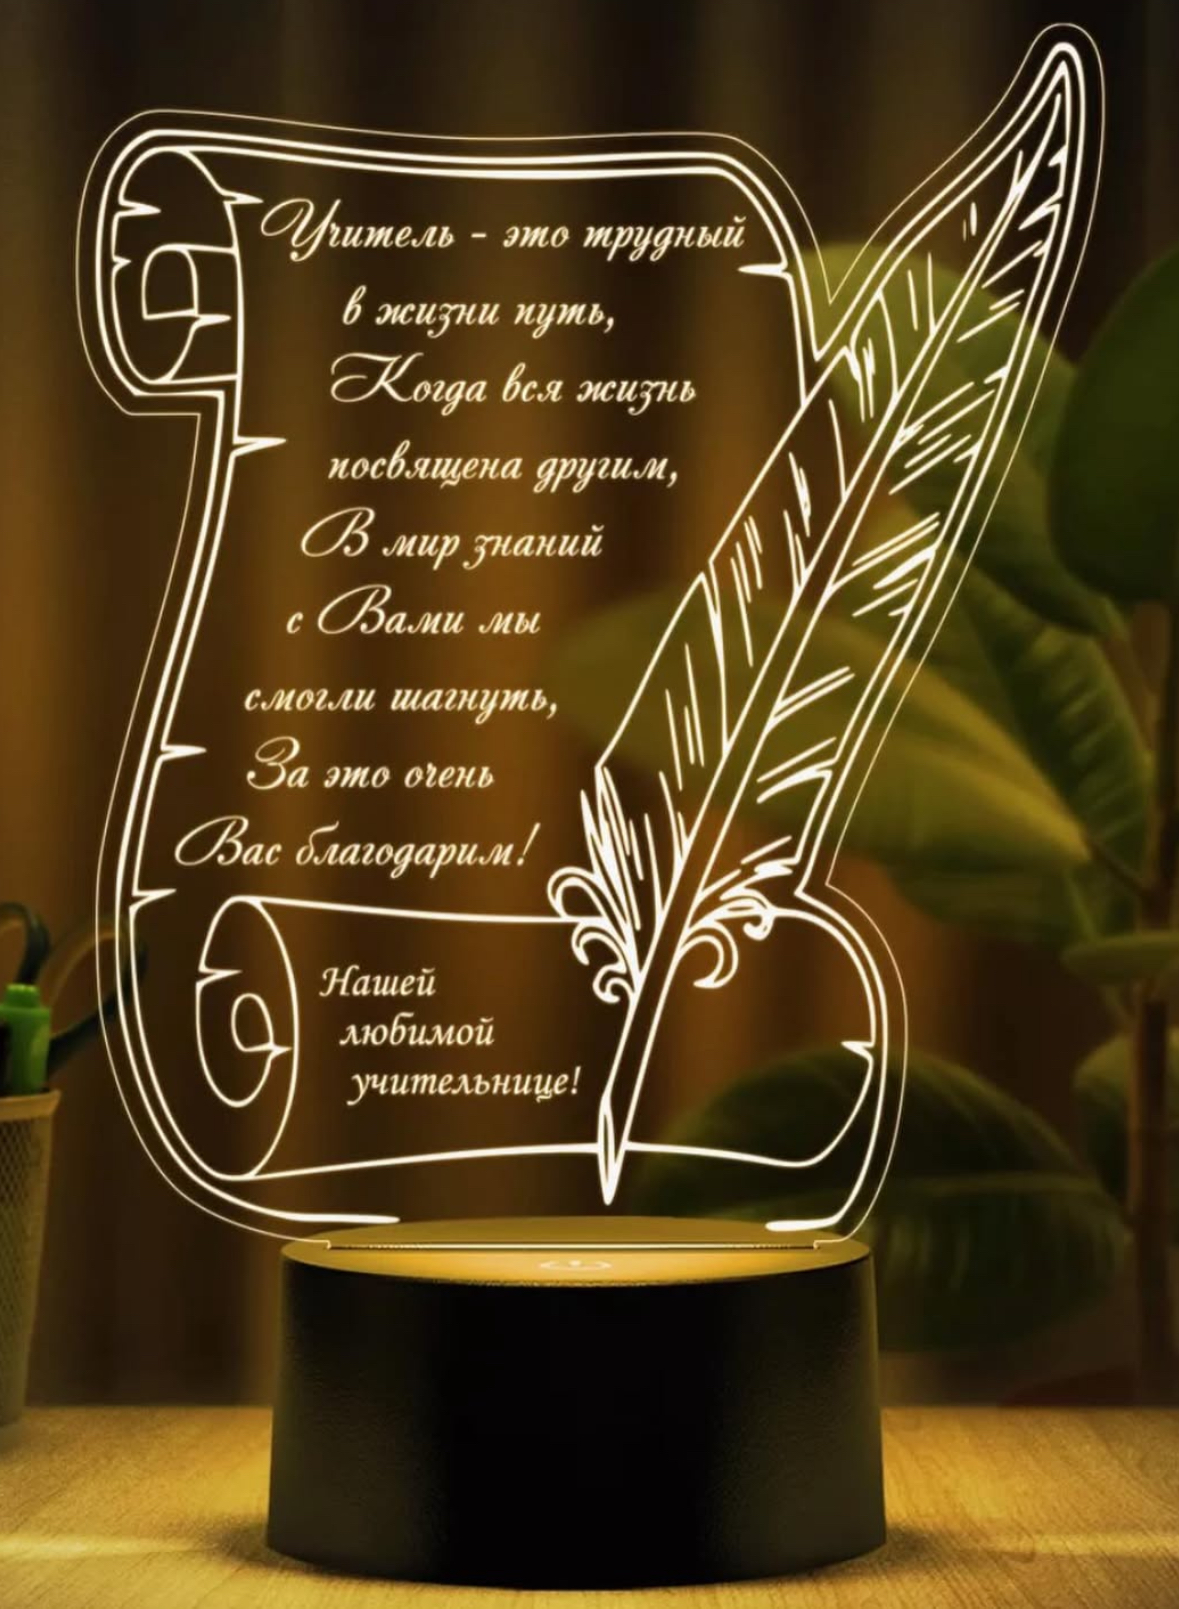 Учитель - это трудный
в жизни путь,
Когда вся жизнь
посвящена другим,
В мир знаний
с Вами мы
смогли шагнуть,
За это очень
Вас благодарим!
Нашей
любимой
учительнице!